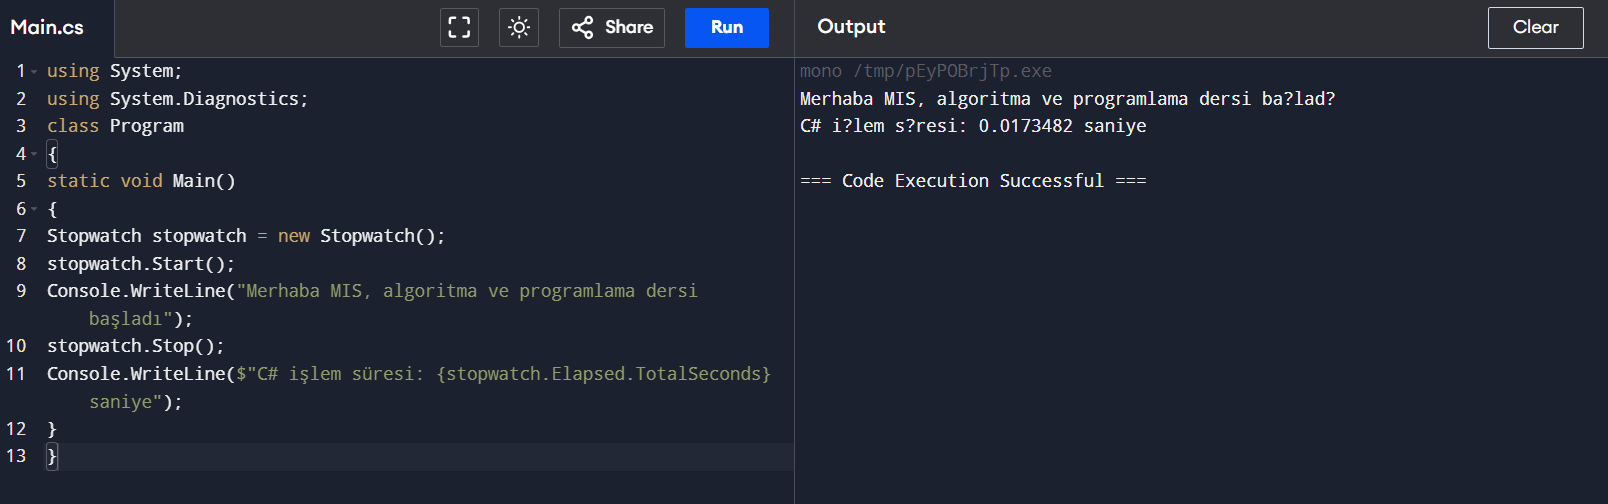 Main.cs
Share
Run
Output
Clear
1 using System;
2 using System.Diagnostics;
3 class Program
4 {
5 static void Main()
6 {
7 Stopwatch stopwatch = new Stopwatch();
8 stopwatch.Start();
9 Console.WriteLine("Merhaba MIS, algoritma ve programlama dersi
başladı");
10 stopwatch.Stop();
11 Console.WriteLine($"C# işlem süresi: {stopwatch.Elapsed.TotalSeconds}
saniye");
12 }
13 }
mono /tmp/pEyPOBrjTp.exe
Merhaba MIS, algoritma ve programlama dersi ba?lad?
C# i?lem s?resi: 0.0173482 saniye
=== Code Execution Successful ===